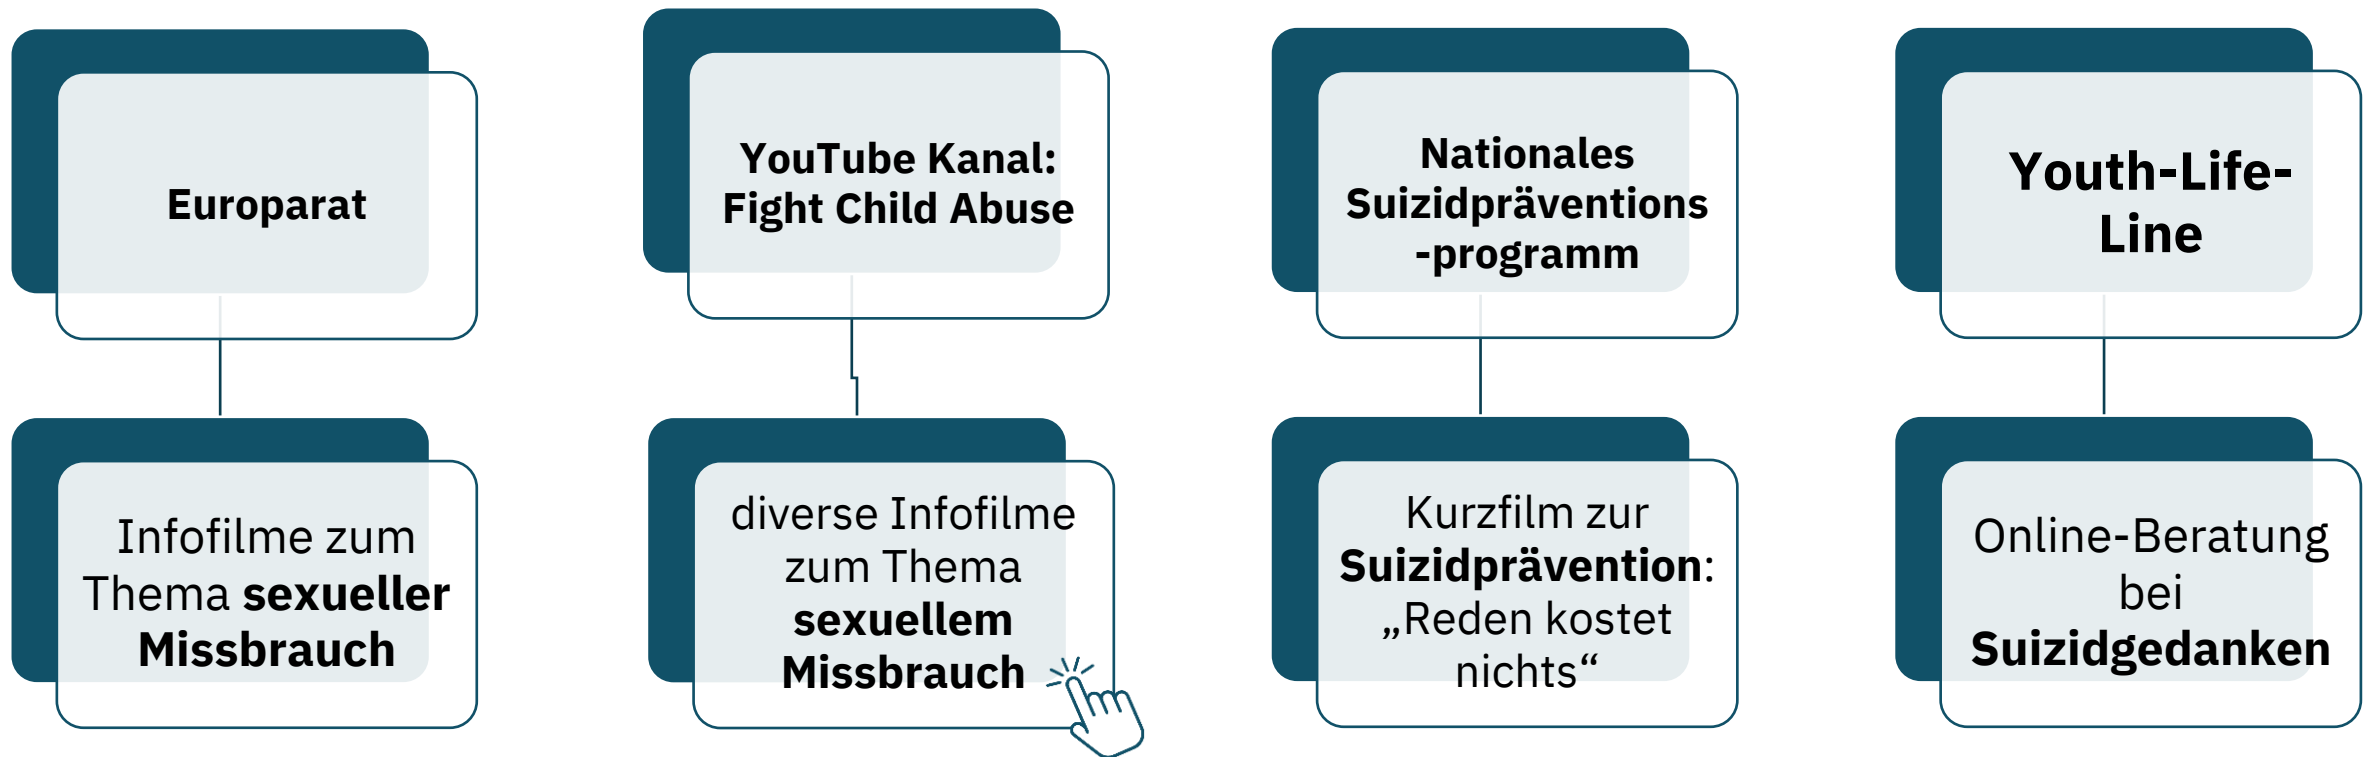 Europarat
Infofilme zum
Thema sexueller
Missbrauch
YouTube Kanal:
Fight Child Abuse
diverse Infofilme
zum Thema
sexuellem
Missbrauch
Nationales
Suizidpräventions
-programm
Kurzfilm zur
Suizidprävention:
„Reden kostet
nichts“
Youth-Life-
Line
Online-Beratung
bei
Suizidgedanken